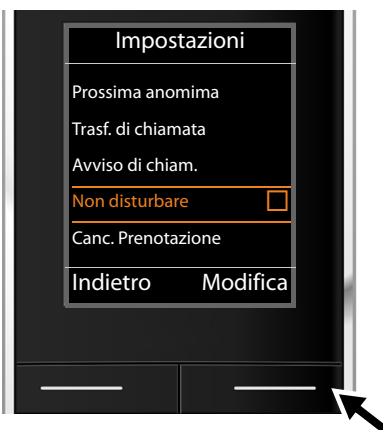 Impostazioni
Prossima anomima
Trasf. di chiamata
Avviso di chiam.
Non disturbare
Canc. Prenotazione
Indietro Modifica